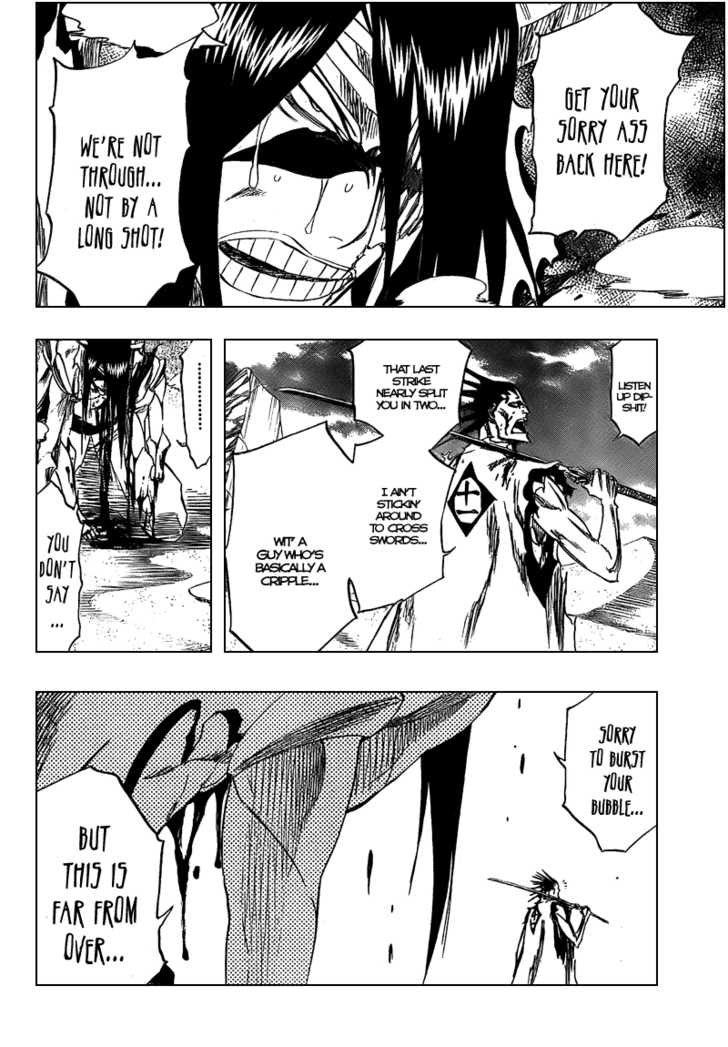 GET YOUR
SORRY ASS
BACK HERE!
WE'RE NOT
THROUGH...
NOT BY A
LONG SHOT!
LISTEN
UP DIP-
SHIT!
THAT LAST
STRIKE
NEARLY SPLIT
YOU IN TWO...
I AIN'T
STICKIN'
AROUND
TO CROSS
SWORDS...
WIT' A
GUY WHO'S
BASICALLY A
CRIPPLE...
十一
.........
YOU
DON'T
SAY
...
SORRY
TO BURST
YOUR
BUBBLE...
BUT
THIS IS
FAR FROM
OVER...